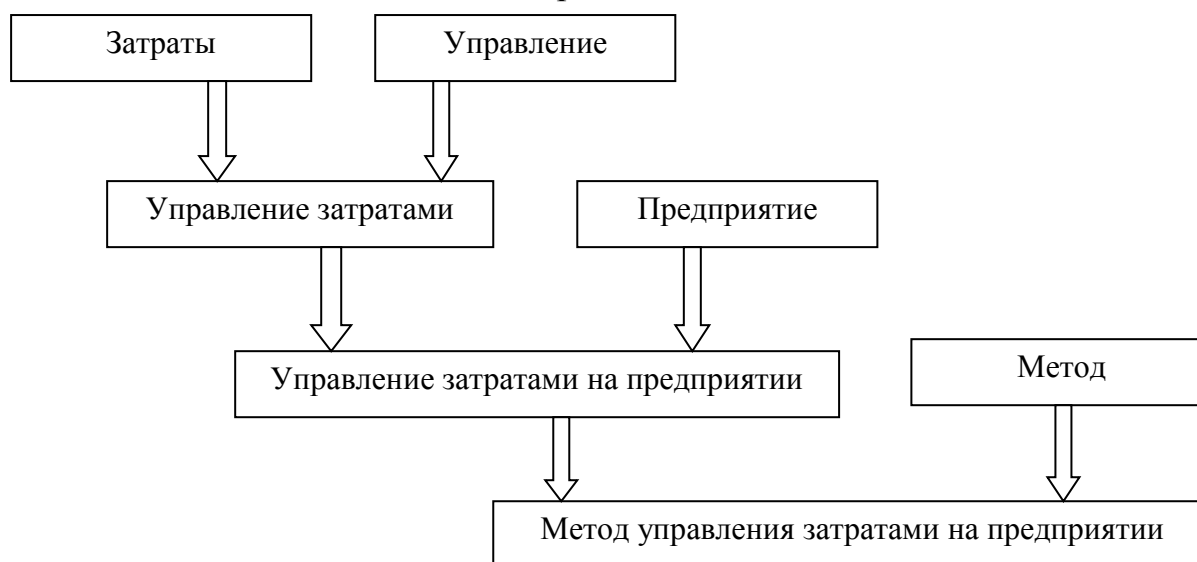 Затраты
Управление
Управление затратами
Предприятие
Управление затратами на предприятии
Метод
Метод управления затратами на предприятии